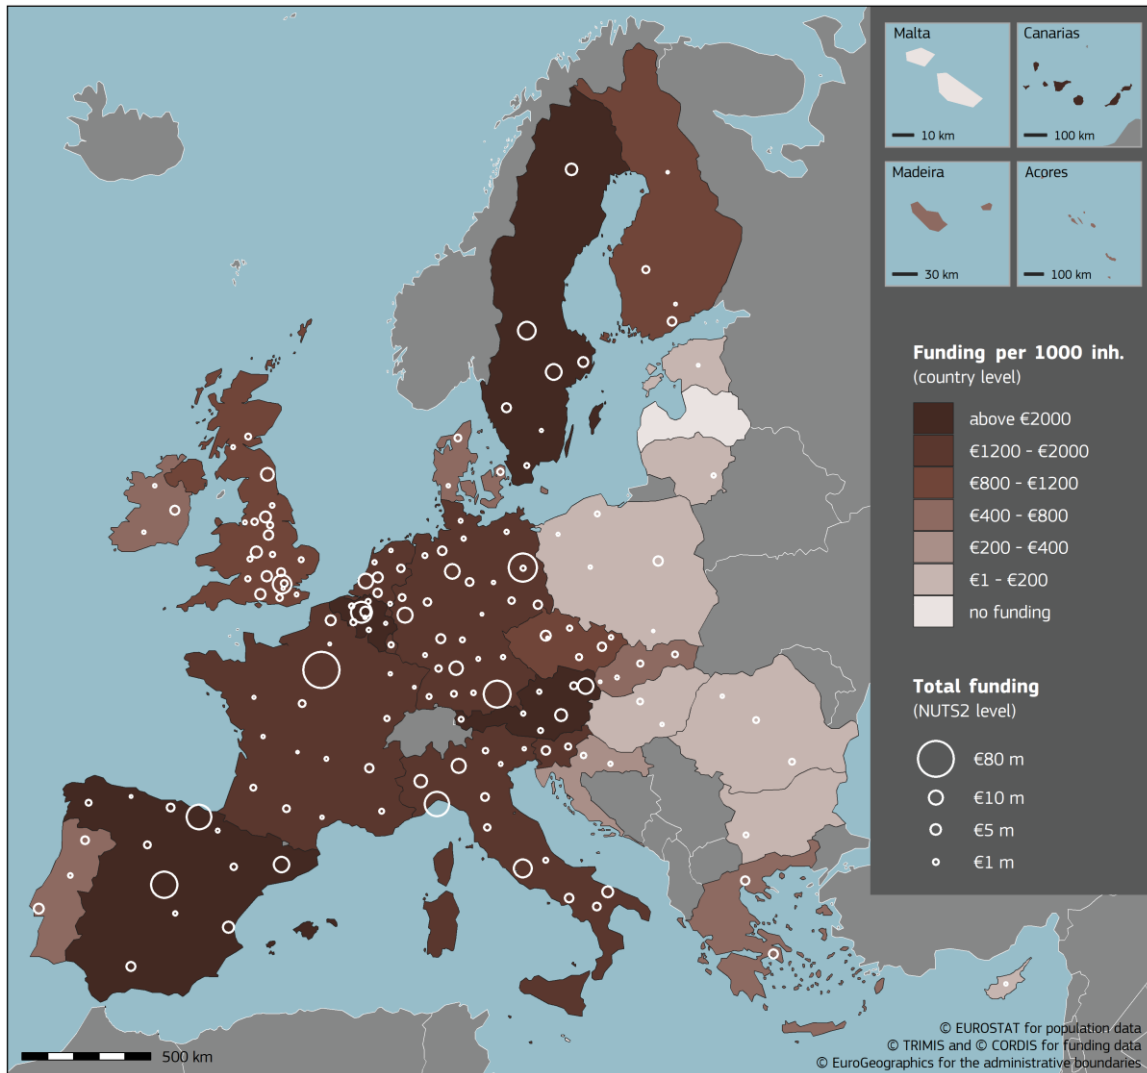 Malta
10 km
Canarias
100 km
Madeira
30 km
Açores
100 km
Funding per 1000 inh.
(country level)
above €2000
€1200 - €2000
€800 - €1200
€400 - €800
€200 - €400
€1 - €200
no funding
Total funding
(NUTS2 level)
€80 m
€10 m
€5 m
€1 m
500 km
© EUROSTAT for population data
© TRIMIS and © CORDIS for funding data
© EuroGeographics for the administrative boundaries